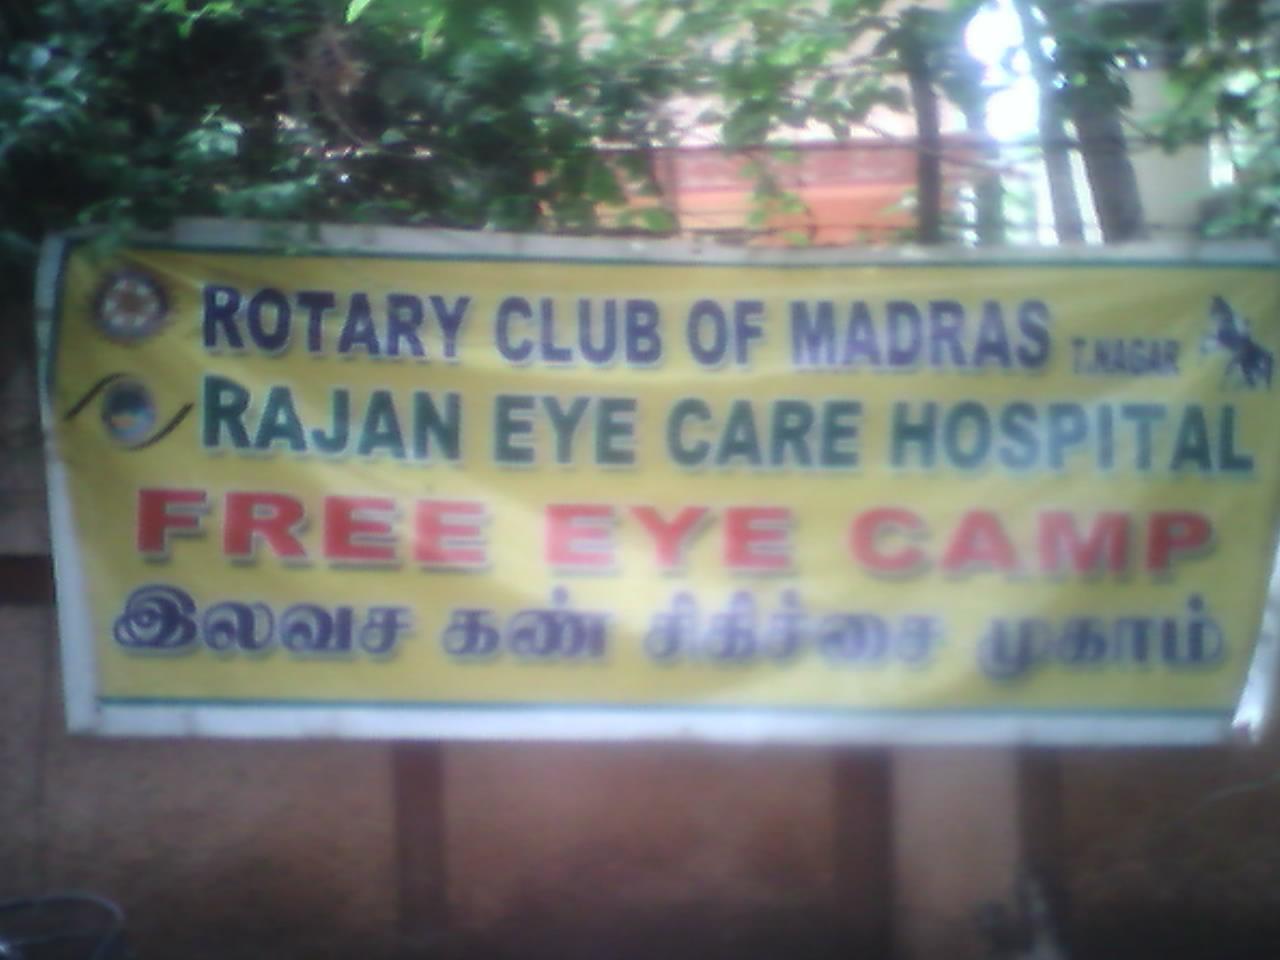 ROTARY CLUB OF MADRAS T.NAGAR
RAJAN EYE CARE HOSPITAL
FREE EYE CAMP
இலவச கண் சிகிச்சை முகாம்